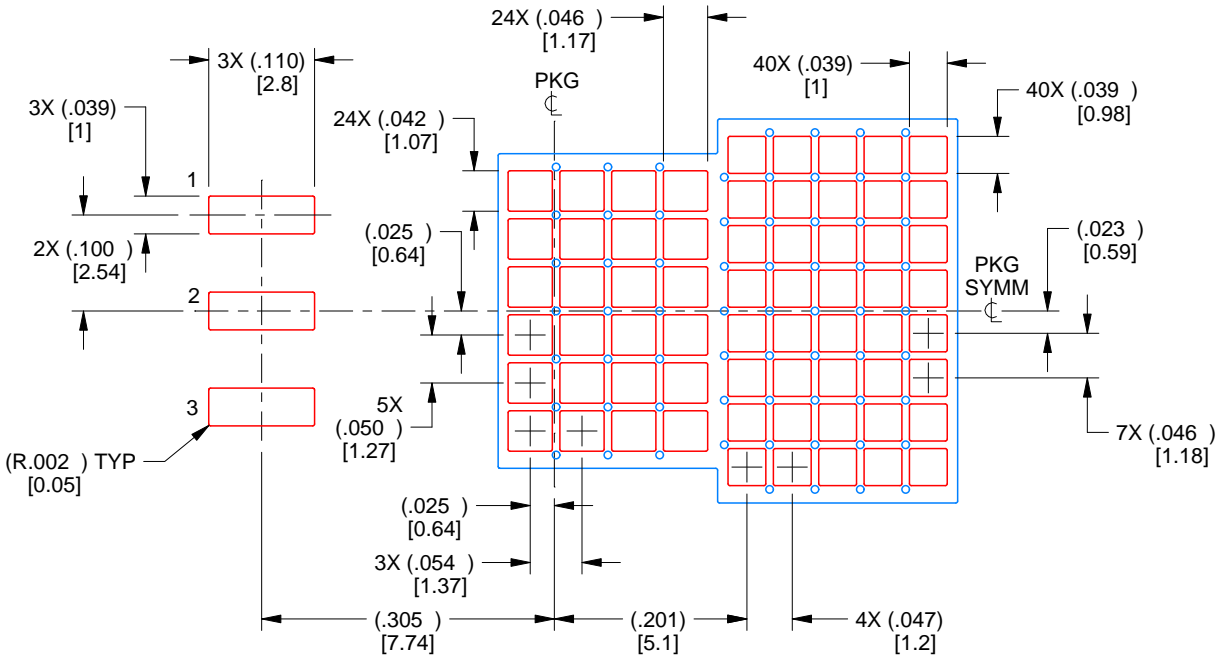 24X (.046 )
[1.17]
3X (.110)
[2.8]
PKG
40X (.039)
[1]
40X (.039 )
[0.98]
3X (.039)
[1]
24X (.042 )
[1.07]
1
2X (.100 )
[2.54]
(.025 )
[0.64]
(.023 )
[0.59]
PKG
SYMM
2
3
5X
(.050 )
[1.27]
7X (.046 )
[1.18]
(R.002 ) TYP
[0.05]
(.025 )
[0.64]
3X (.054 )
[1.37]
(.305 )
[7.74]
(.201)
[5.1]
4X (.047)
[1.2]